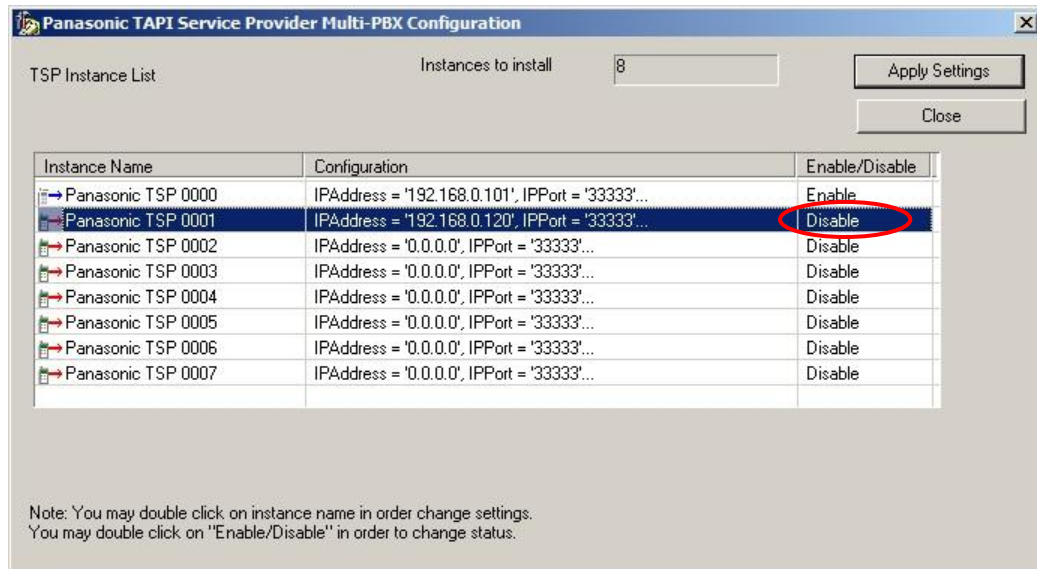 Panasonic TAPI Service Provider Multi-PBX Configuration
TSP Instance List
Instances to install 8
Apply Settings
Close
Instance Name Configuration Enable/Disable
Panasonic TSP 0000 IPAddress = '192.168.0.101', IPPort = '33333'... Enable
Panasonic TSP 0001 IPAddress = '192.168.0.120', IPPort = '33333'... Disable
Panasonic TSP 0002 IPAddress = '0.0.0.0', IPPort = '33333'... Disable
Panasonic TSP 0003 IPAddress = '0.0.0.0', IPPort = '33333'... Disable
Panasonic TSP 0004 IPAddress = '0.0.0.0', IPPort = '33333'... Disable
Panasonic TSP 0005 IPAddress = '0.0.0.0', IPPort = '33333'... Disable
Panasonic TSP 0006 IPAddress = '0.0.0.0', IPPort = '33333'... Disable
Panasonic TSP 0007 IPAddress = '0.0.0.0', IPPort = '33333'... Disable
Note: You may double click on instance name in order change settings.
You may double click on "Enable/Disable" in order to change status.